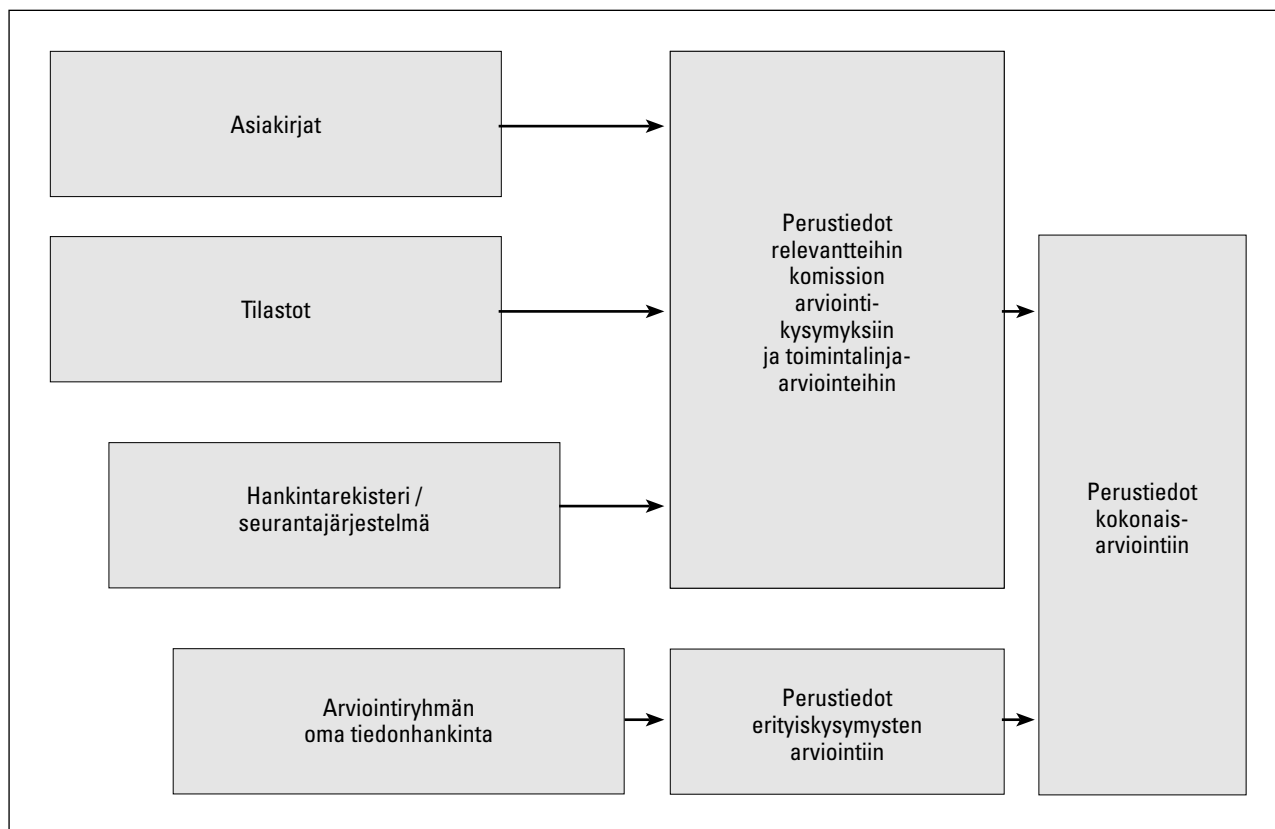 Asiakirjat
Tilastot
Hankintarekisteri /
seurantajärjestelmä
Arviointiryhmän
oma tiedonhankinta
Perustiedot
relevantteihin
komission
arviointi-
kysymyksiin
ja toimintalinja-
arviointeihin
Perustiedot
erityiskysymysten
arviointiin
Perustiedot
kokonais-
arviointiin